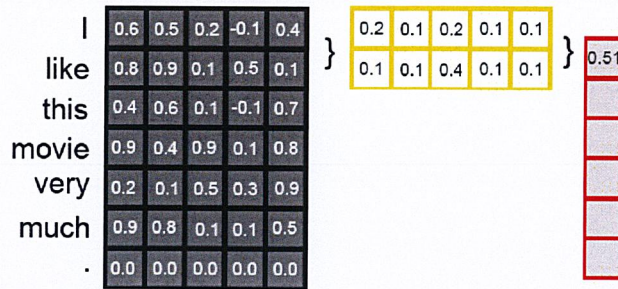 I 0.6 0.5 0.2 -0.1 0.4 } 0.2 0.1 0.2 0.1 0.1 } 0.51
like 0.8 0.9 0.1 0.5 0.1 0.1 0.1 0.4 0.1 0.1
this 0.4 0.6 0.1 -0.1 0.7
movie 0.9 0.4 0.9 0.1 0.8
very 0.2 0.1 0.5 0.3 0.9
much 0.9 0.8 0.1 0.1 0.5
. 0.0 0.0 0.0 0.0 0.0